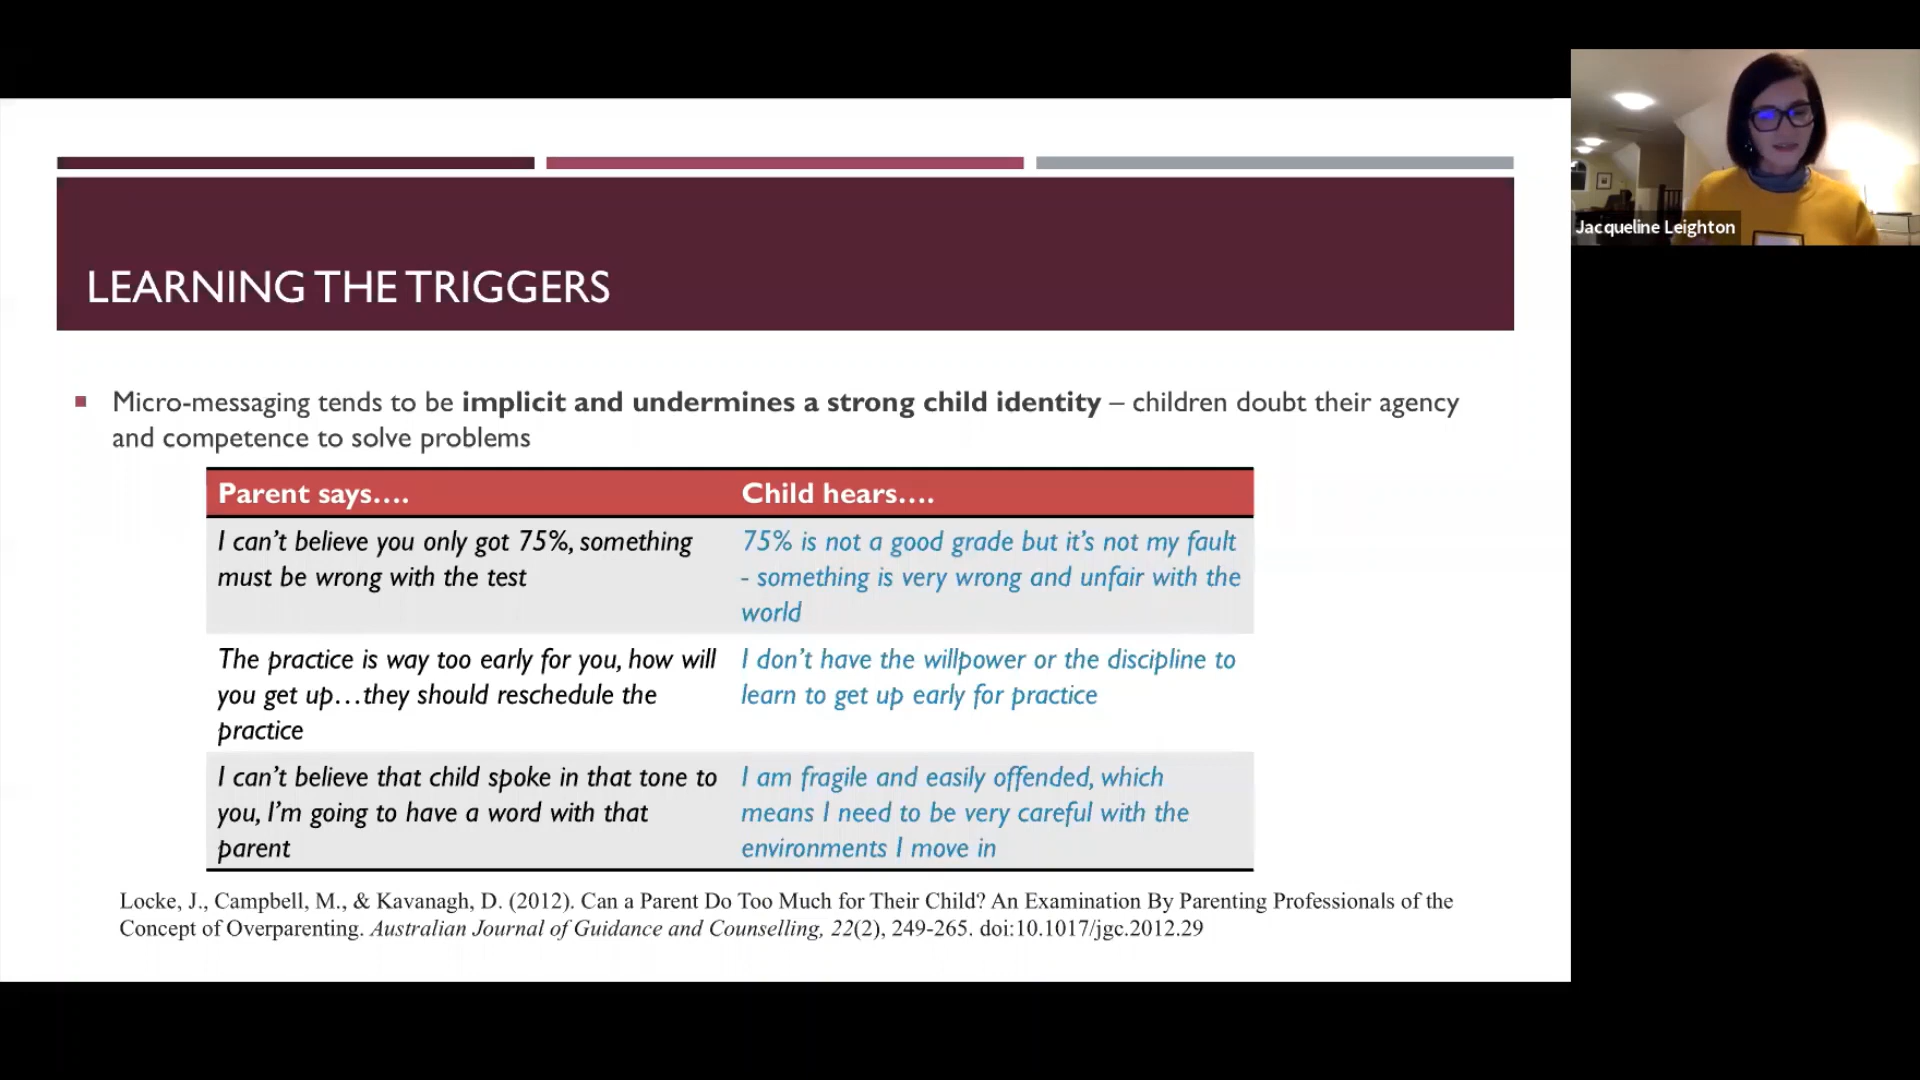 Jacqueline Leighton
LEARNING THE TRIGGERS
Micro-messaging tends to be implicit and undermines a strong child identity – children doubt their agency
and competence to solve problems
Parent says….
Child hears….
I can’t believe you only got 75%, something
must be wrong with the test
75% is not a good grade but it’s not my fault
- something is very wrong and unfair with the
world
The practice is way too early for you, how will
you get up…they should reschedule the
practice
I don’t have the willpower or the discipline to
learn to get up early for practice
I can’t believe that child spoke in that tone to
you, I’m going to have a word with that
parent
I am fragile and easily offended, which
means I need to be very careful with the
environments I move in
Locke, J., Campbell, M., & Kavanagh, D. (2012). Can a Parent Do Too Much for Their Child? An Examination By Parenting Professionals of the
Concept of Overparenting. Australian Journal of Guidance and Counselling, 22(2), 249-265. doi:10.1017/jgc.2012.29